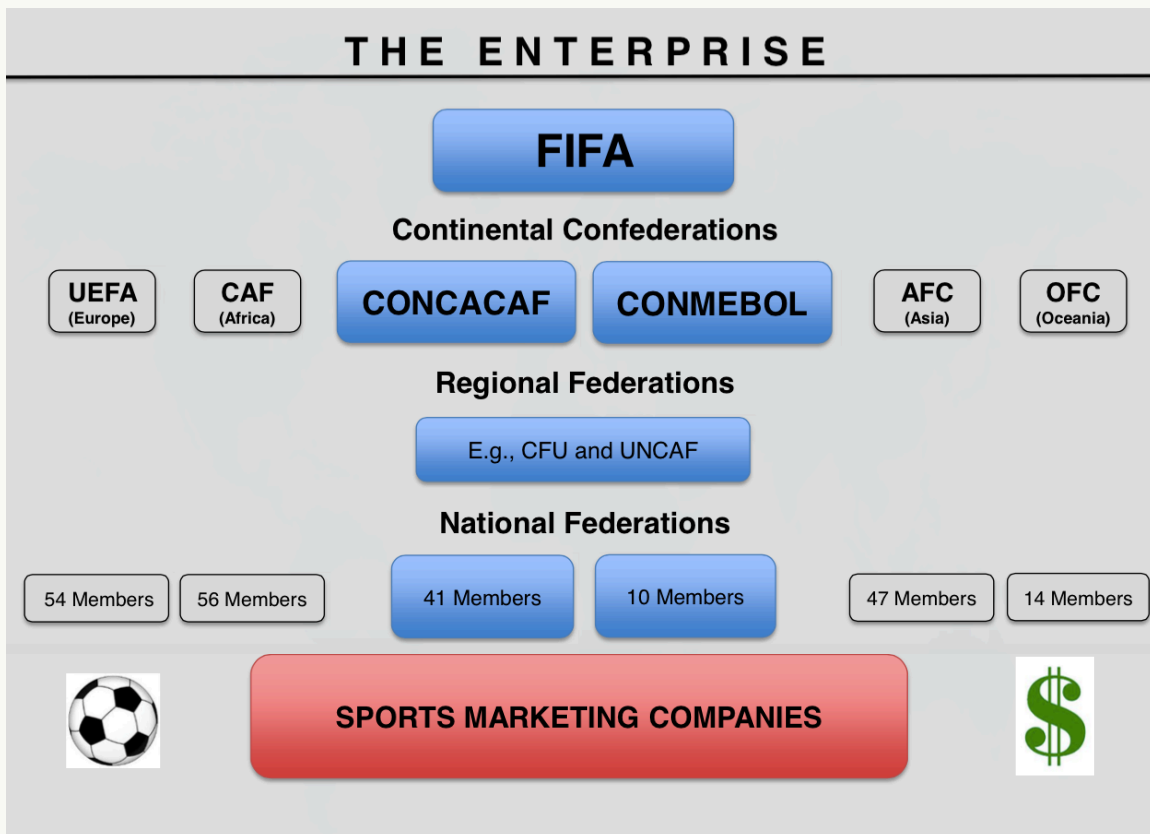 THE ENTERPRISE
FIFA
Continental Confederations
UEFA
(Europe)
CAF
(Africa)
CONCACAF
CONMEBOL
AFC
(Asia)
OFC
(Oceania)
Regional Federations
E.g., CFU and UNCAF
National Federations
54 Members
56 Members
41 Members
10 Members
47 Members
14 Members
SPORTS MARKETING COMPANIES
$